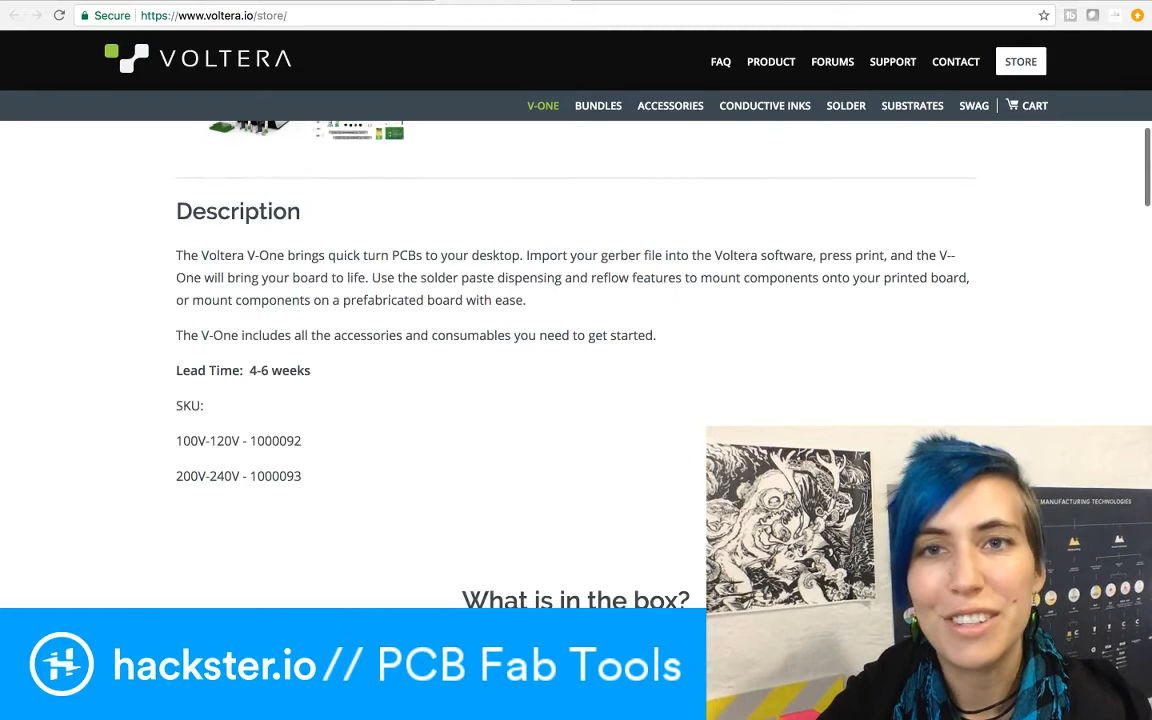 Secure https://www.voltera.io/store/
VOLTERA
FAQ PRODUCT FORUMS SUPPORT CONTACT STORE
V-ONE BUNDLES ACCESSORIES CONDUCTIVE INKS SOLDER SUBSTRATES SWAG CART
Description
The Voltera V-One brings quick turn PCBs to your desktop. Import your gerber file into the Voltera software, press print, and the V--
One will bring your board to life. Use the solder paste dispensing and reflow features to mount components onto your printed board,
or mount components on a prefabricated board with ease.
The V-One includes all the accessories and consumables you need to get started.
Lead Time: 4-6 weeks
SKU:
100V-120V - 1000092
200V-240V - 1000093
What is in the box?
MANUFACTURING TECHNOLOGIES
hackster.io // PCB Fab Tools